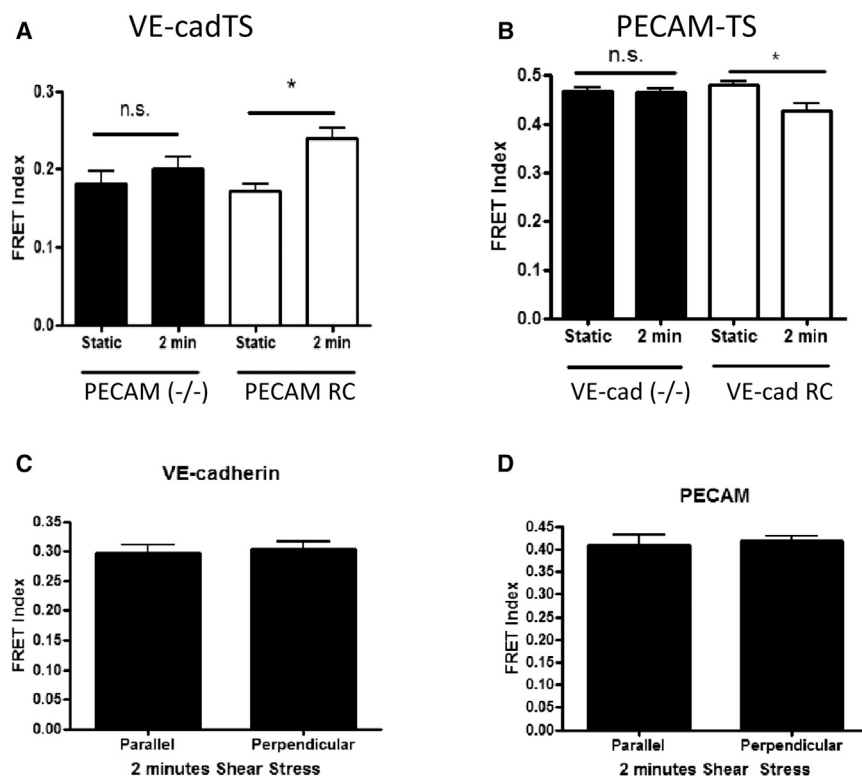 A
VE-cadTS
n.s.
*
FRET Index
0.3
0.2
0.1
0.0
Static
2 min
Static
2 min
PECAM (-/-)
PECAM RC
B
PECAM-TS
n.s.
*
FRET Index
0.5
0.4
0.3
0.2
0.1
0.0
Static
2 min
Static
2 min
VE-cad (-/-)
VE-cad RC
C
VE-cadherin
FRET Index
0.35
0.30
0.25
0.20
0.15
0.10
0.05
0.00
Parallel
Perpendicular
2 minutes Shear Stress
D
PECAM
FRET Index
0.45
0.40
0.35
0.30
0.25
0.20
0.15
0.10
0.05
0.00
Parallel
Perpendicular
2 minutes Shear Stress